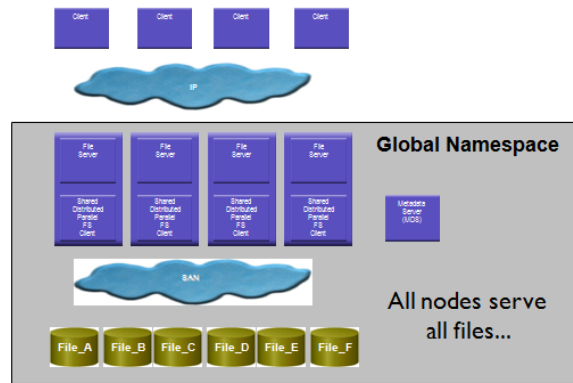 Client
Client
Client
Client
IP
Global Namespace
File
Server
File
Server
File
Server
File
Server
Shared
Distributed
Parallel
FS
Client
Shared
Distributed
Parallel
FS
Client
Shared
Distributed
Parallel
FS
Client
Shared
Distributed
Parallel
FS
Client
Metadata
Server
(MDS)
SAN
All nodes serve
all files...
File_A
File_B
File_C
File_D
File_E
File_F